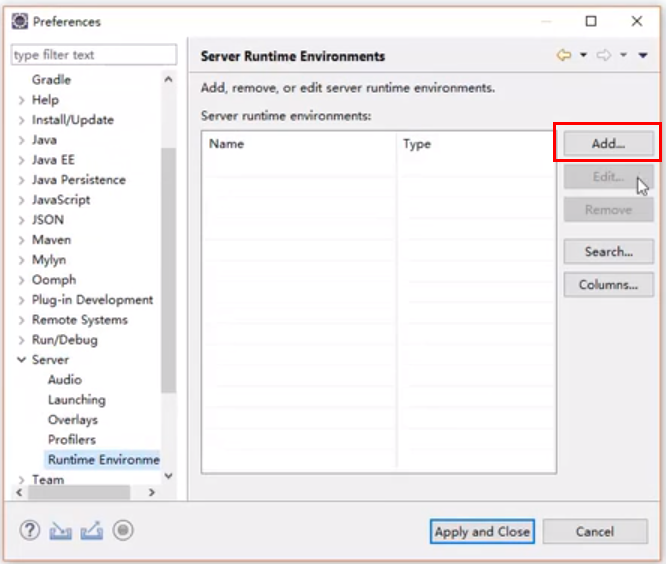 Preferences
type filter text
Gradle
Help
Install/Update
Java
Java EE
Java Persistence
JavaScript
JSON
Maven
Mylyn
Oomph
Plug-in Development
Remote Systems
Run/Debug
Server
Audio
Launching
Overlays
Profilers
Runtime Environme
Team
Server Runtime Environments
Add, remove, or edit server runtime environments.
Server runtime environments:
Name Type
Add...
Edit...
Remove
Search...
Columns...
Apply and Close Cancel